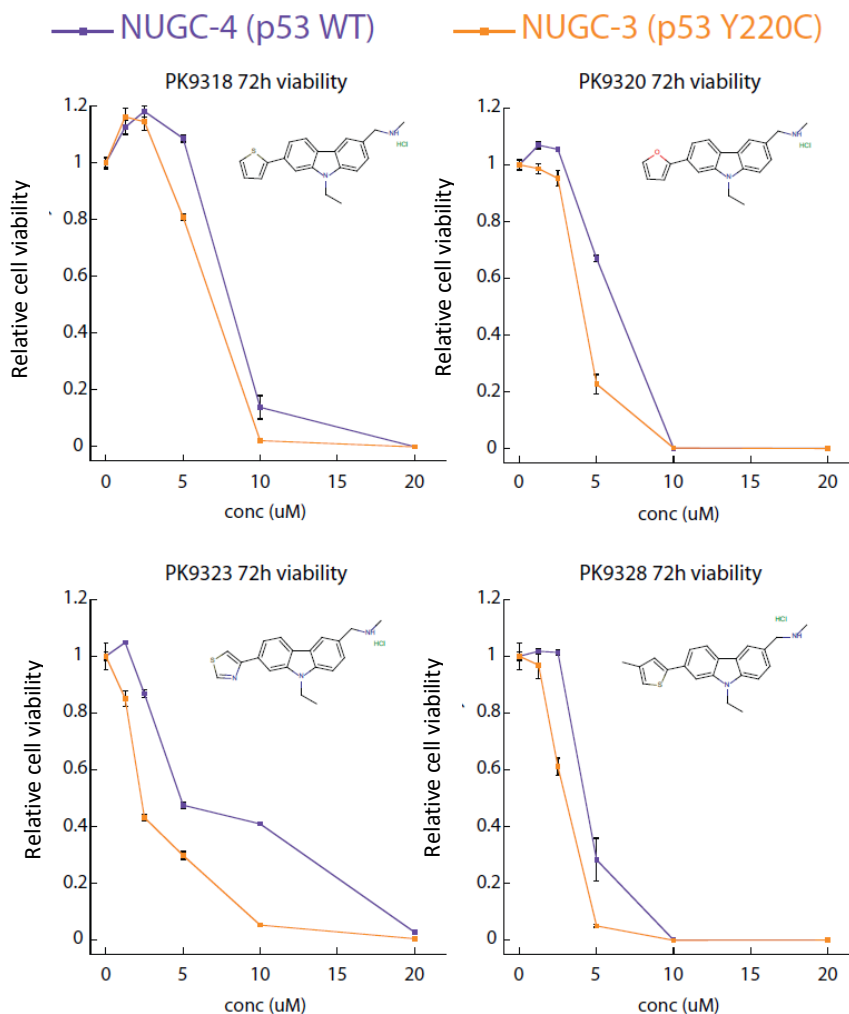 NUGC-4 (p53 WT) NUGC-3 (p53 Y220C)
PK9318 72h viability
1.2
1
0.8
0.6
0.4
0.2
0
Relative cell viability
S
N
NH
HCl
0 5 10 15 20
conc (uM)
PK9320 72h viability
1.2
1
0.8
0.6
0.4
0.2
0
Relative cell viability
O
N
NH
HCl
0 5 10 15 20
conc (uM)
PK9323 72h viability
1.2
1
0.8
0.6
0.4
0.2
0
Relative cell viability
S
N
N
NH
HCl
0 5 10 15 20
conc (uM)
PK9328 72h viability
1.2
1
0.8
0.6
0.4
0.2
0
Relative cell viability
HCl
NH
S
N
0 5 10 15 20
conc (uM)